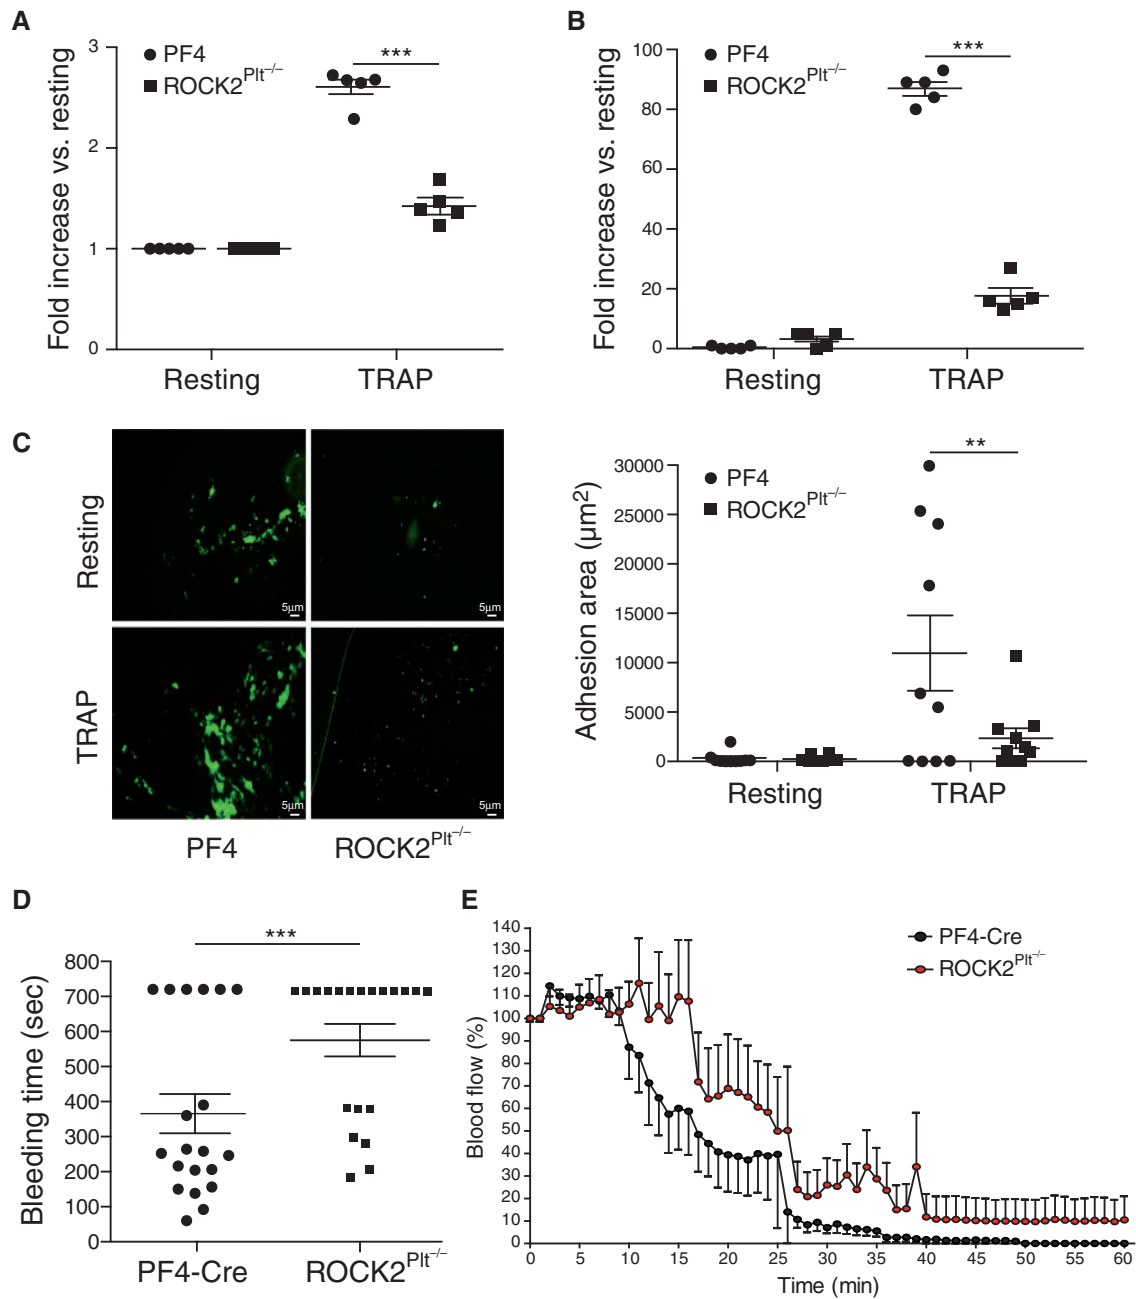 A
Fold increase vs. resting
3
2
1
0
PF4
ROCK2Plt−/−
***
Resting
TRAP
B
Fold increase vs. resting
100
80
60
40
20
0
PF4
ROCK2Plt−/−
***
Resting
TRAP
C
Resting
TRAP
5µm
5µm
5µm
5µm
PF4
ROCK2Plt−/−
Adhesion area (µm2)
30000
25000
20000
15000
10000
5000
0
PF4
ROCK2Plt−/−
**
Resting
TRAP
D
Bleeding time (sec)
800
700
600
500
400
300
200
100
0
***
PF4-Cre
ROCK2Plt−/−
E
Blood flow (%)
140
130
120
110
100
90
80
70
60
50
40
30
20
10
0
PF4-Cre
ROCK2Plt−/−
0 5 10 15 20 25 30 35 40 45 50 55 60
Time (min)